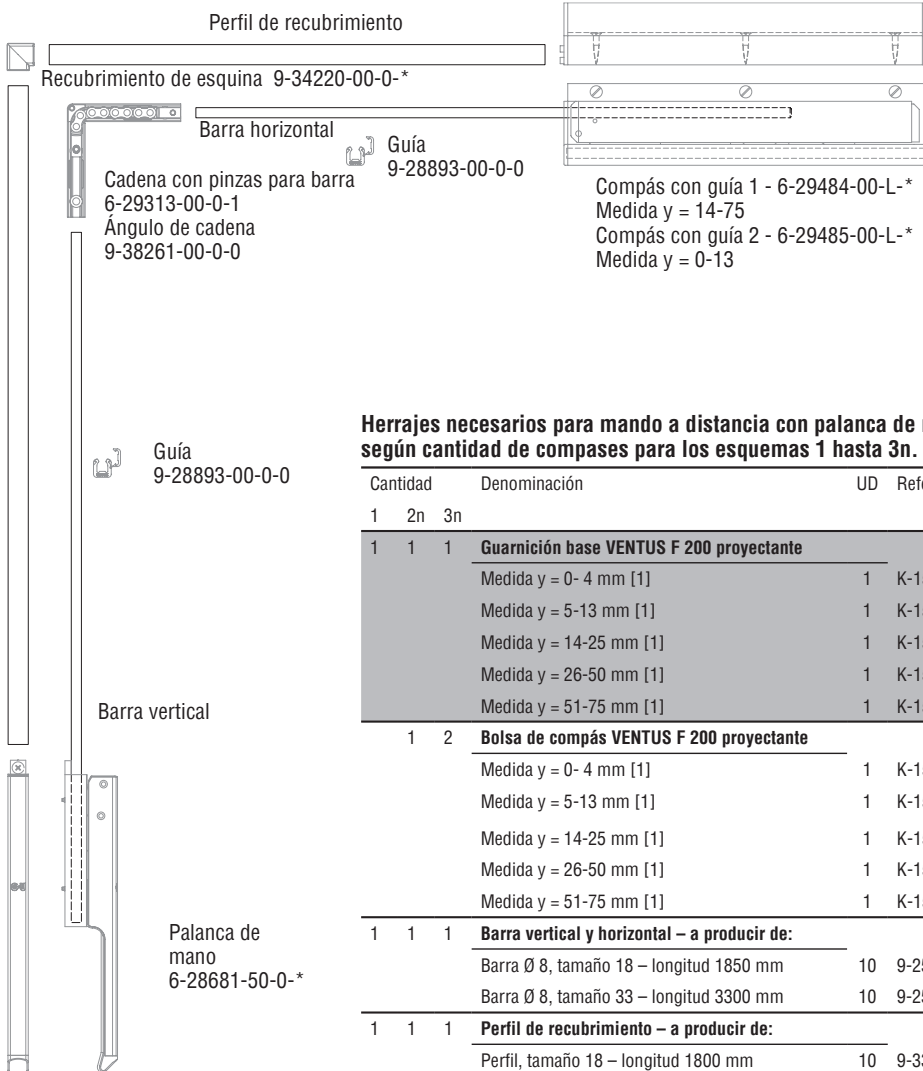 Perfil de recubrimiento
Recubrimiento de esquina 9-34220-00-0-*
Barra horizontal
Guía
9-28893-00-0-0
Cadena con pinzas para barra
6-29313-00-0-1
Ángulo de cadena
9-38261-00-0-0
Compás con guía 1 - 6-29484-00-L-*
Medida y = 14-75
Compás con guía 2 - 6-29485-00-L-*
Medida y = 0-13
Guía
9-28893-00-0-0
Barra vertical
Palanca de
mano
6-28681-50-0-*
Herrajes necesarios para mando a distancia con palanca de
según cantidad de compases para los esquemas 1 hasta 3n.
Cantidad Denominación UD
1 2n 3n
1 1 1 Guarnición base VENTUS F 200 proyectante
Medida y = 0- 4 mm [1] 1
Medida y = 5-13 mm [1] 1
Medida y = 14-25 mm [1] 1
Medida y = 26-50 mm [1] 1
Medida y = 51-75 mm [1] 1
1 2 Bolsa de compás VENTUS F 200 proyectante
Medida y = 0- 4 mm [1] 1
Medida y = 5-13 mm [1] 1
Medida y = 14-25 mm [1] 1
Medida y = 26-50 mm [1] 1
Medida y = 51-75 mm [1] 1
1 1 1 Barra vertical y horizontal – a producir de:
Barra Ø 8, tamaño 18 – longitud 1850 mm 10
Barra Ø 8, tamaño 33 – longitud 3300 mm 10
1 1 1 Perfil de recubrimiento – a producir de:
Perfil, tamaño 18 – longitud 1800 mm 10